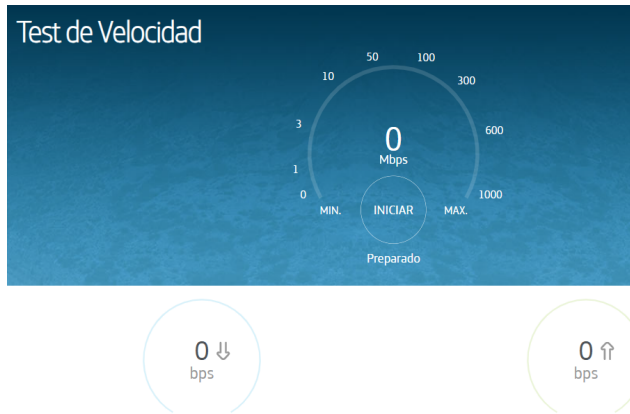 Test de Velocidad
50
100
10
300
3
600
0
Mbps
1
0
1000
MIN.
INICIAR
MAX.
Preparado
0
bps
0
bps